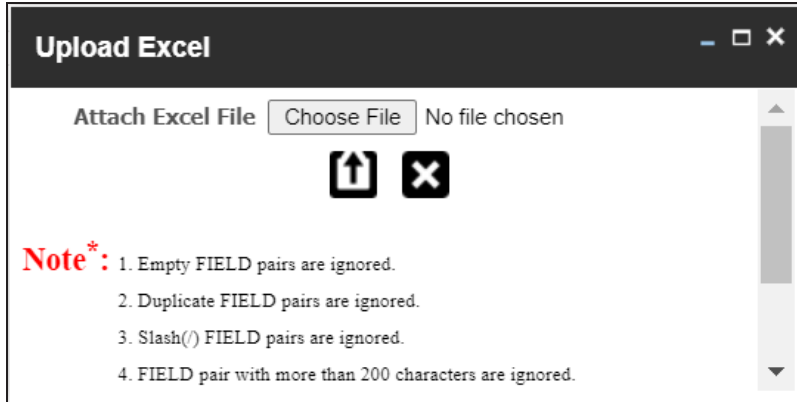 Upload Excel
Attach Excel File Choose File No file chosen
Note*: 1. Empty FIELD pairs are ignored.
2. Duplicate FIELD pairs are ignored.
3. Slash(/) FIELD pairs are ignored.
4. FIELD pair with more than 200 characters are ignored.